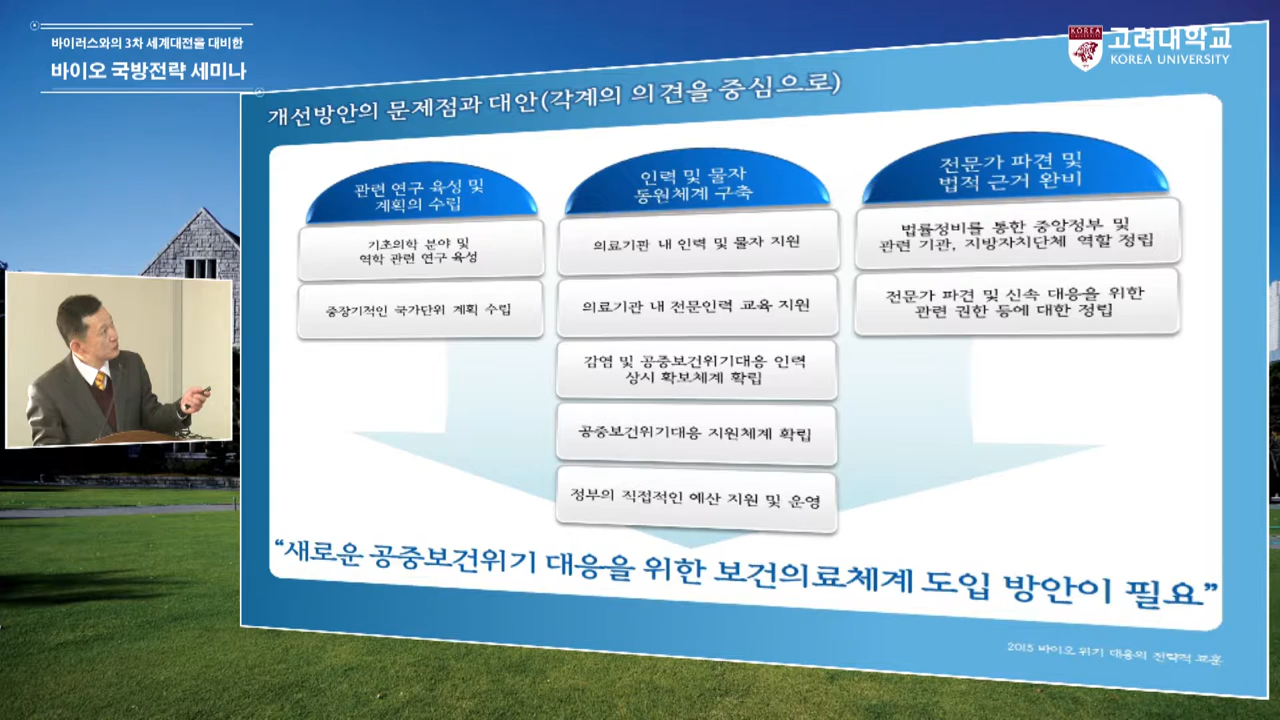 바이러스와의 3차 세계대전을 대비한
바이오 국방전략 세미나
KOREA
고려대학교
KOREA UNIVERSITY
개선방안의 문제점과 대안(각계의 의견을 중심으로)
관련 연구 육성 및
계획의 수립
기초의학 분야 및
역학 관련 연구 육성
중장기적인 국가단위 계획 수립
인력 및 물자
동원체계 구축
의료기관 내 인력 및 물자 지원
의료기관 내 전문인력 교육 지원
감염 및 공중보건위기대응 인력
상시 확보체계 확립
공중보건위기대응 지원체계 확립
정부의 직접적인 예산 지원 및 운영
전문가 파견 및
법적 근거 완비
법률정비를 통한 중앙정부 및
관련 기관, 지방자치단체 역할 정립
전문가 파견 및 신속 대응을 위한
관련 권한 등에 대한 정립
“새로운 공중보건위기 대응을 위한 보건의료체계 도입 방안이 필요”
2015 바이오 위기 대응의 전략적 교훈